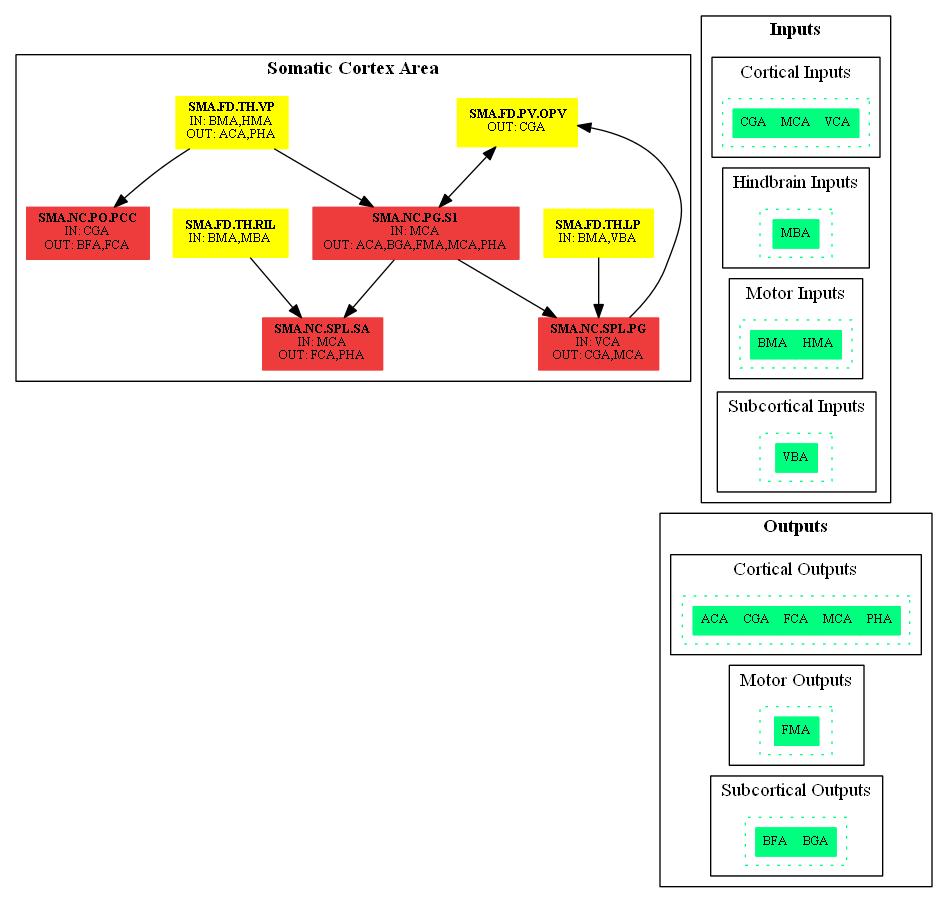 Somatic Cortex Area
SMA.FD.TH.VP
IN: BMA,HMA
OUT: ACA,PHA
SMA.FD.PV.OPV
OUT: CGA
SMA.NC.PO.PCC
IN: CGA
OUT: BFA,FCA
SMA.FD.TH.RIL
IN: BMA,MBA
SMA.NC.PG.S1
IN: MCA
OUT: ACA,BGA,FMA,MCA,PHA
SMA.FD.TH.LP
IN: BMA,VBA
SMA.NC.SPL.SA
IN: MCA
OUT: FCA,PHA
SMA.NC.SPL.PG
IN: VCA
OUT: CGA,MCA
Inputs
Cortical Inputs
CGA MCA VCA
Hindbrain Inputs
MBA
Motor Inputs
BMA HMA
Subcortical Inputs
VBA
Outputs
Cortical Outputs
ACA CGA FCA MCA PHA
Motor Outputs
FMA
Subcortical Outputs
BFA BGA